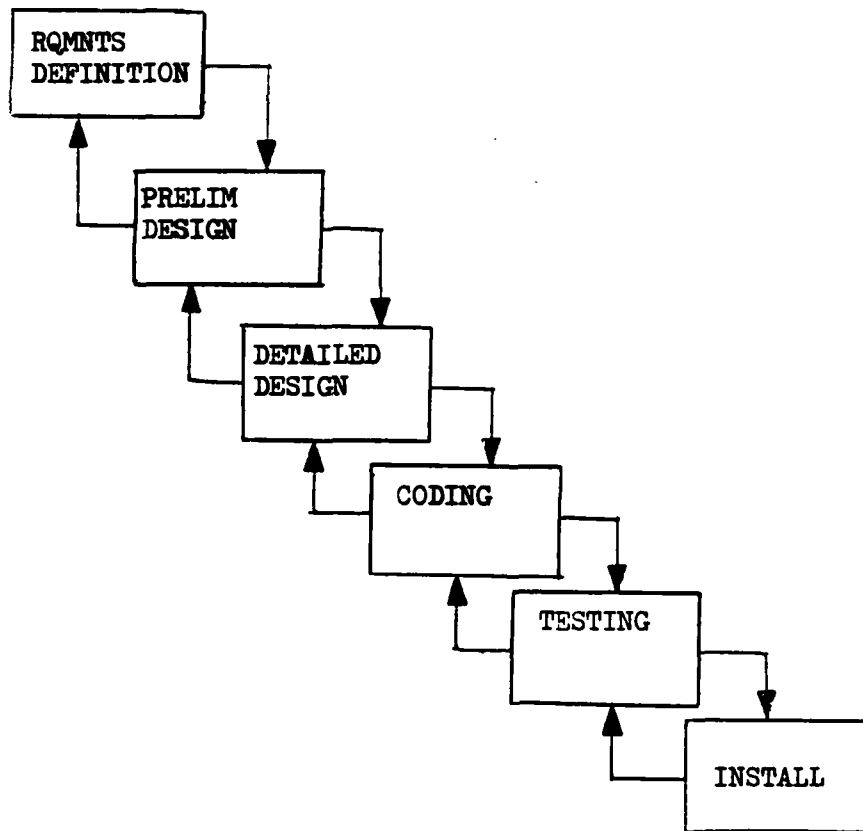 RQMNTS
DEFINITION
PRELIM
DESIGN
DETAILED
DESIGN
CODING
TESTING
INSTALL